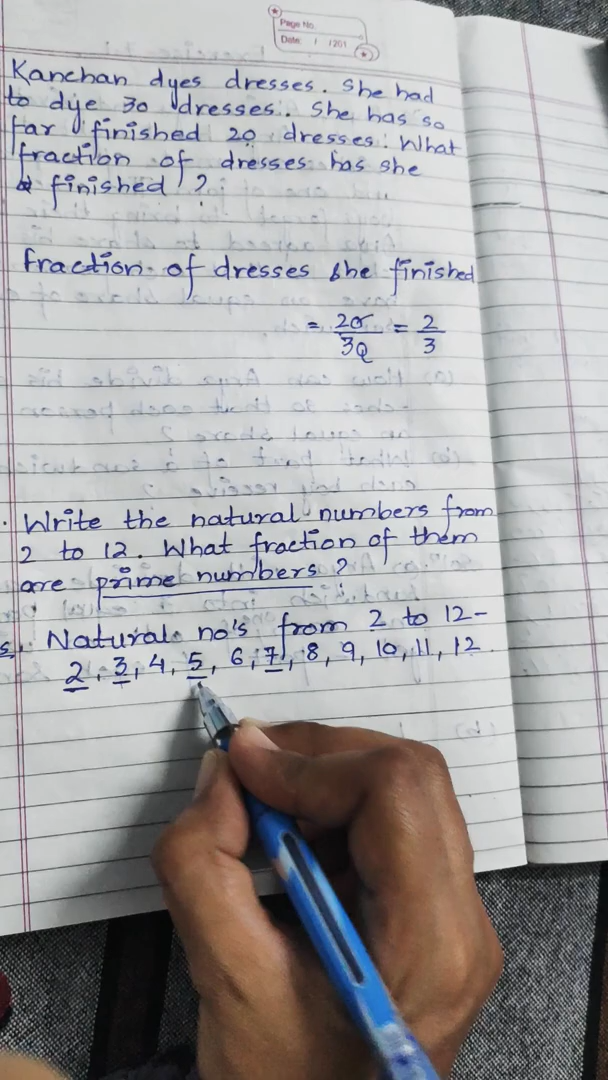 Page No.
Date: / /201
Kanchan dyes dresses. She had
to dye 30 dresses. She has so
far finished 20 dresses. What
fraction of dresses has she
finished ?
fraction of dresses she finished
= 20/30 = 2/3
. Write the natural numbers from
2 to 12. What fraction of them
are prime numbers ?
s. Natural no's from 2 to 12-
2, 3, 4, 5, 6, 7, 8, 9, 10, 11, 12.